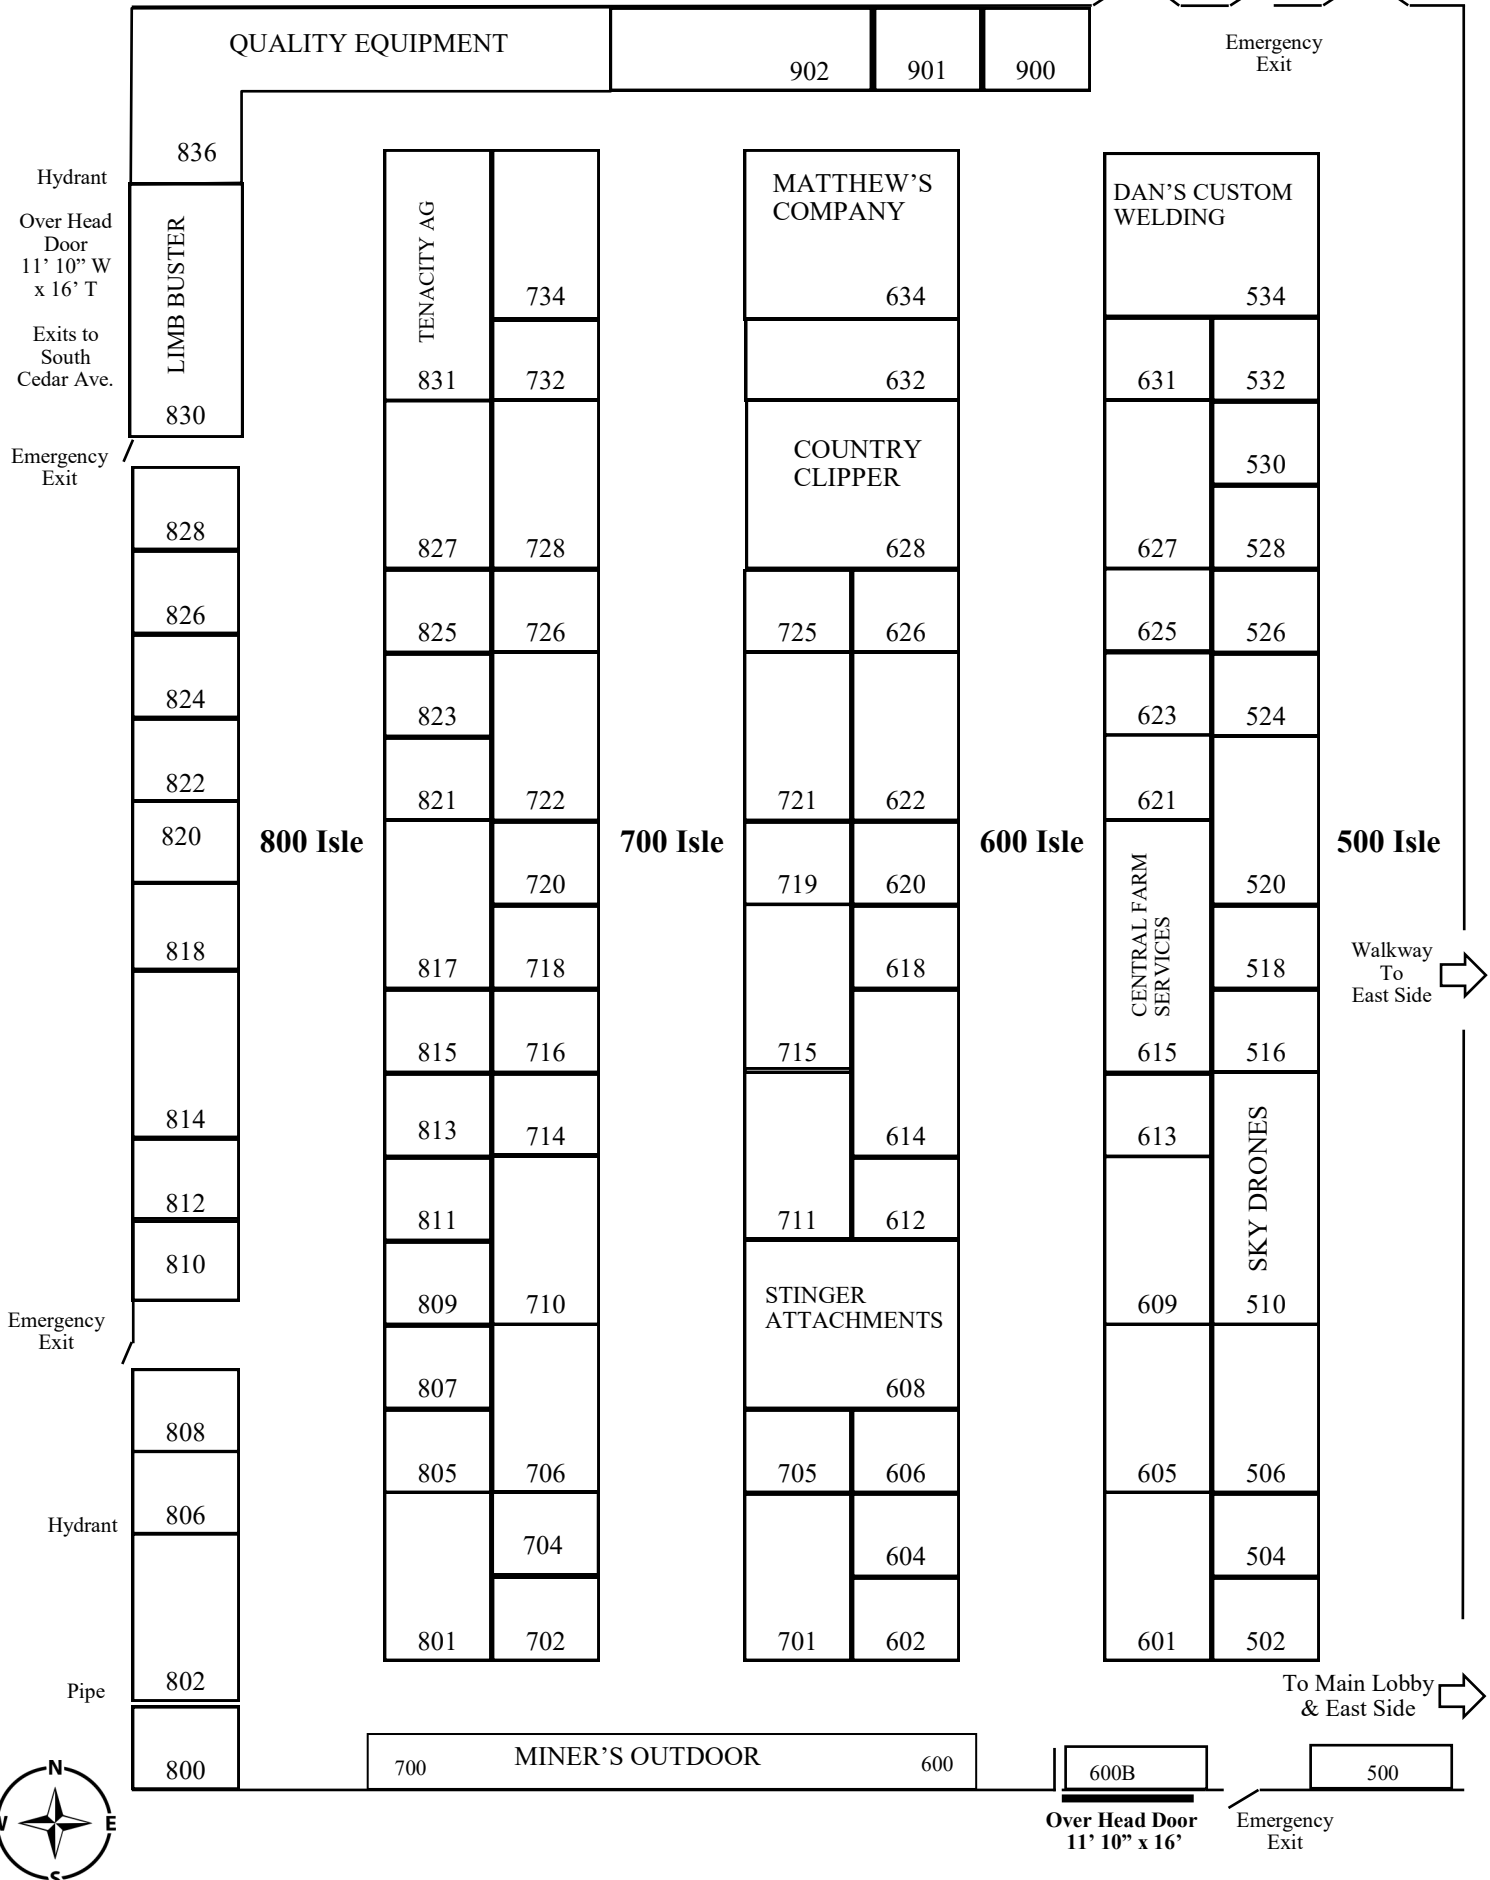 QUALITY EQUIPMENT
902
901
900
Emergency
Exit
836
Hydrant
Over Head
Door
11’ 10” W
x 16’ T
Exits to
South
Cedar Ave.
LIMB BUSTER
830
Emergency
Exit
828
826
824
822
820
818
814
812
810
Emergency
Exit
808
806
Hydrant
802
Pipe
800
800 Isle
TENACITY AG
831
827
825
823
821
817
815
813
811
809
807
805
801
734
732
728
726
722
720
718
716
714
710
706
704
702
700 Isle
MATTHEW’S
COMPANY
634
632
COUNTRY
CLIPPER
628
725
626
721
622
719
620
715
618
614
711
612
STINGER
ATTACHMENTS
608
705
606
604
701
602
600 Isle
DAN’S CUSTOM
WELDING
534
631
532
530
627
528
625
526
623
524
621
520
CENTRAL FARM
SERVICES
615
518
516
613
SKY DRONES
609
510
605
506
504
601
502
500 Isle
Walkway
To
East Side
To Main Lobby
& East Side
700
MINER’S OUTDOOR
600
600B
500
Over Head Door
11’ 10” x 16’
Emergency
Exit
N
W
E
S